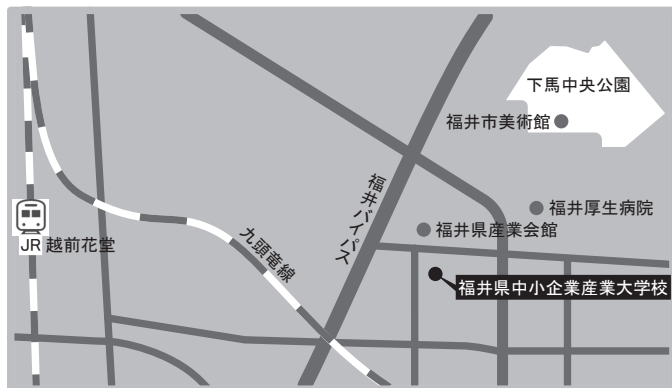 下馬中央公園
福井市美術館
福井バイパス
福井厚生病院
福井県産業会館
JR 越前花堂
九頭竜線
福井県中小企業産業大学校